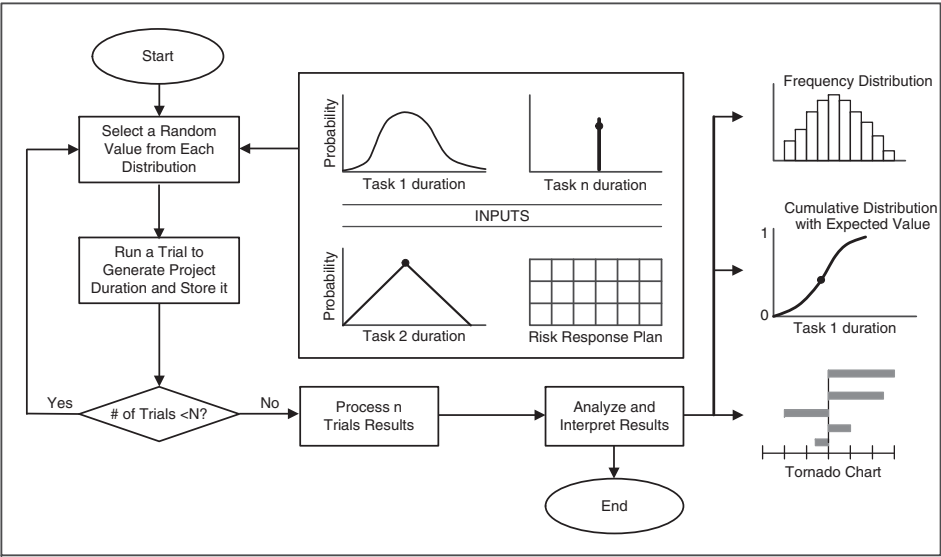 Start
Select a Random
Value from Each
Distribution
Run a Trial to
Generate Project
Duration and Store it
# of Trials <N?
Yes
No
Probability
Task 1 duration
Task n duration
INPUTS
Probability
Task 2 duration
Risk Response Plan
Process n
Trials Results
Analyze and
Interpret Results
End
Frequency Distribution
Cumulative Distribution
with Expected Value
1
0
Task 1 duration
Tornado Chart